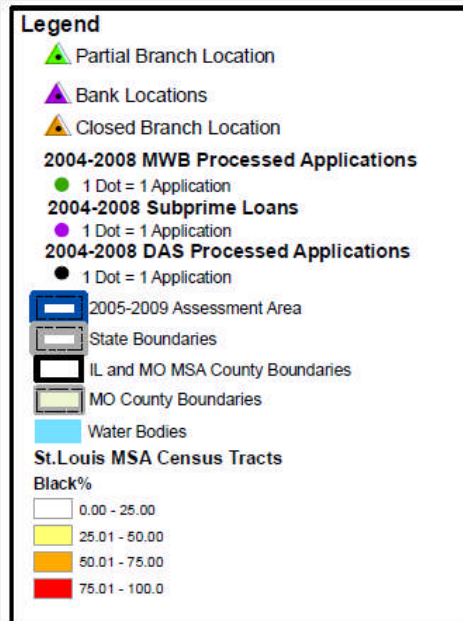 Legend
Partial Branch Location
Bank Locations
Closed Branch Location
2004-2008 MWB Processed Applications
1 Dot = 1 Application
2004-2008 Subprime Loans
1 Dot = 1 Application
2004-2008 DAS Processed Applications
1 Dot = 1 Application
2005-2009 Assessment Area
State Boundaries
IL and MO MSA County Boundaries
MO County Boundaries
Water Bodies
St.Louis MSA Census Tracts
Black%
0.00 - 25.00
25.01 - 50.00
50.01 - 75.00
75.01 - 100.0